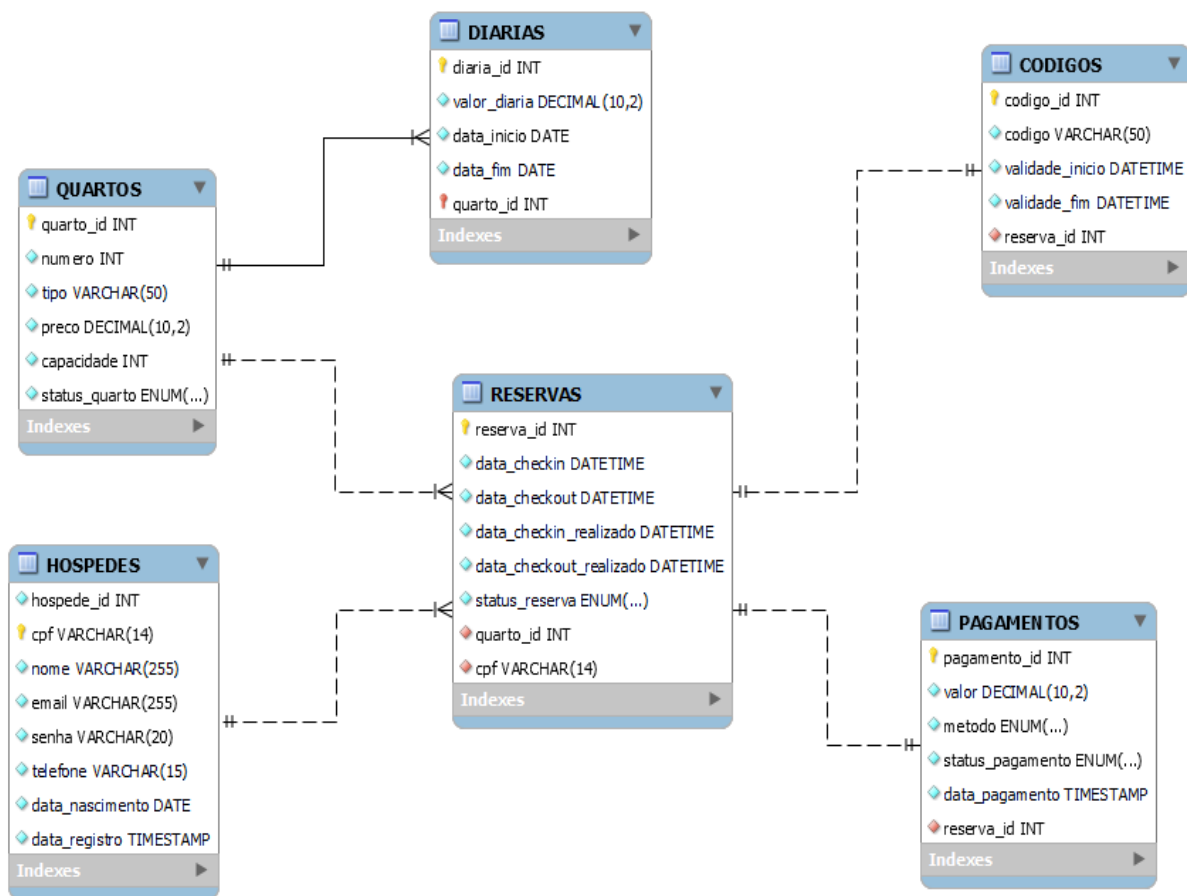 DIARIAS
diaria_id INT
valor_diaria DECIMAL(10,2)
data_inicio DATE
data_fim DATE
quarto_id INT
Indexes
CODIGOS
codigo_id INT
codigo VARCHAR(50)
validade_inicio DATETIME
validade_fim DATETIME
reserva_id INT
Indexes
QUARTOS
quarto_id INT
numero INT
tipo VARCHAR(50)
preco DECIMAL(10,2)
capacidade INT
status_quarto ENUM(...)
Indexes
RESERVAS
reserva_id INT
data_checkin DATETIME
data_checkout DATETIME
data_checkin_realizado DATETIME
data_checkout_realizado DATETIME
status_reserva ENUM(...)
quarto_id INT
cpf VARCHAR(14)
Indexes
HOSPEDES
hospede_id INT
cpf VARCHAR(14)
nome VARCHAR(255)
email VARCHAR(255)
senha VARCHAR(20)
telefone VARCHAR(15)
data_nascimento DATE
data_registro TIMESTAMP
Indexes
PAGAMENTOS
pagamento_id INT
valor DECIMAL(10,2)
metodo ENUM(...)
status_pagamento ENUM(...)
data_pagamento TIMESTAMP
reserva_id INT
Indexes